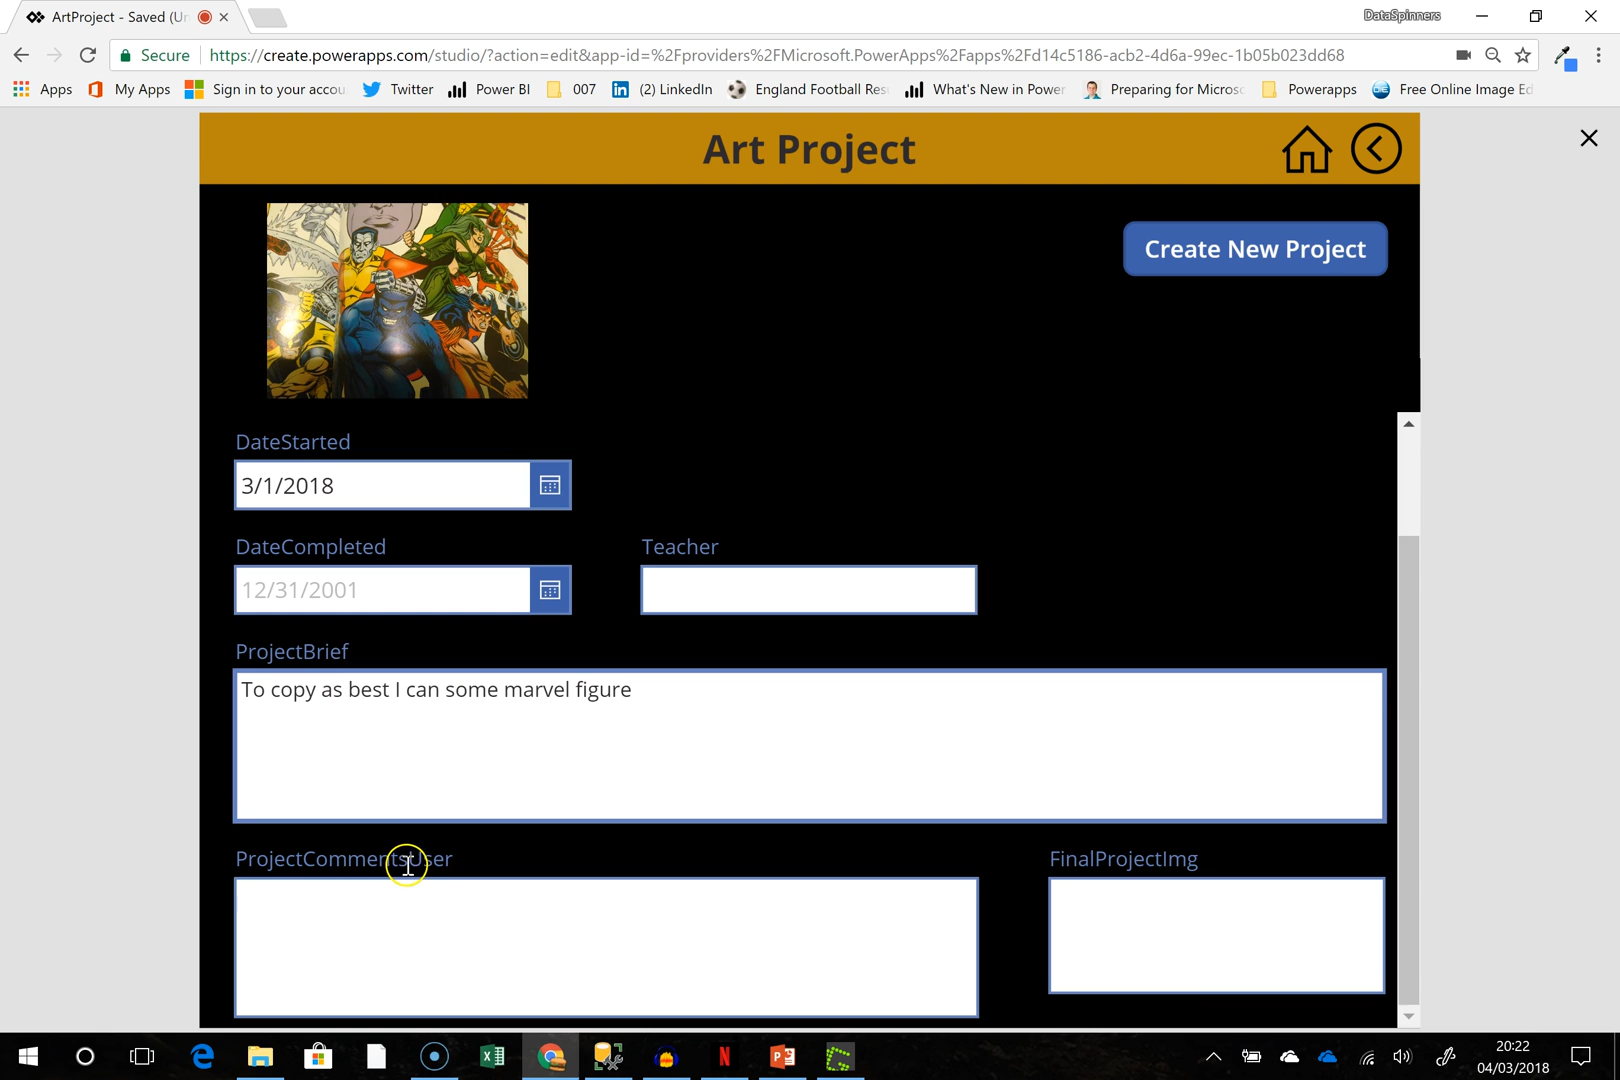 ArtProject - Saved (Un
DataSpinners
Secure
https://create.powerapps.com/studio/?action=edit&app-id=%2Fproviders%2FMicrosoft.PowerApps%2Fapps%2Fd14c5186-acb2-4d6a-99ec-1b05b023dd68
Apps My Apps Sign in to your accou Twitter Power BI 007 (2) LinkedIn England Football Res What's New in Power Preparing for Microso Powerapps Free Online Image Ed
Art Project
Create New Project
DateStarted
3/1/2018
DateCompleted Teacher
12/31/2001
ProjectBrief
To copy as best I can some marvel figure
ProjectCommentsUser FinalProjectImg
20:22
04/03/2018